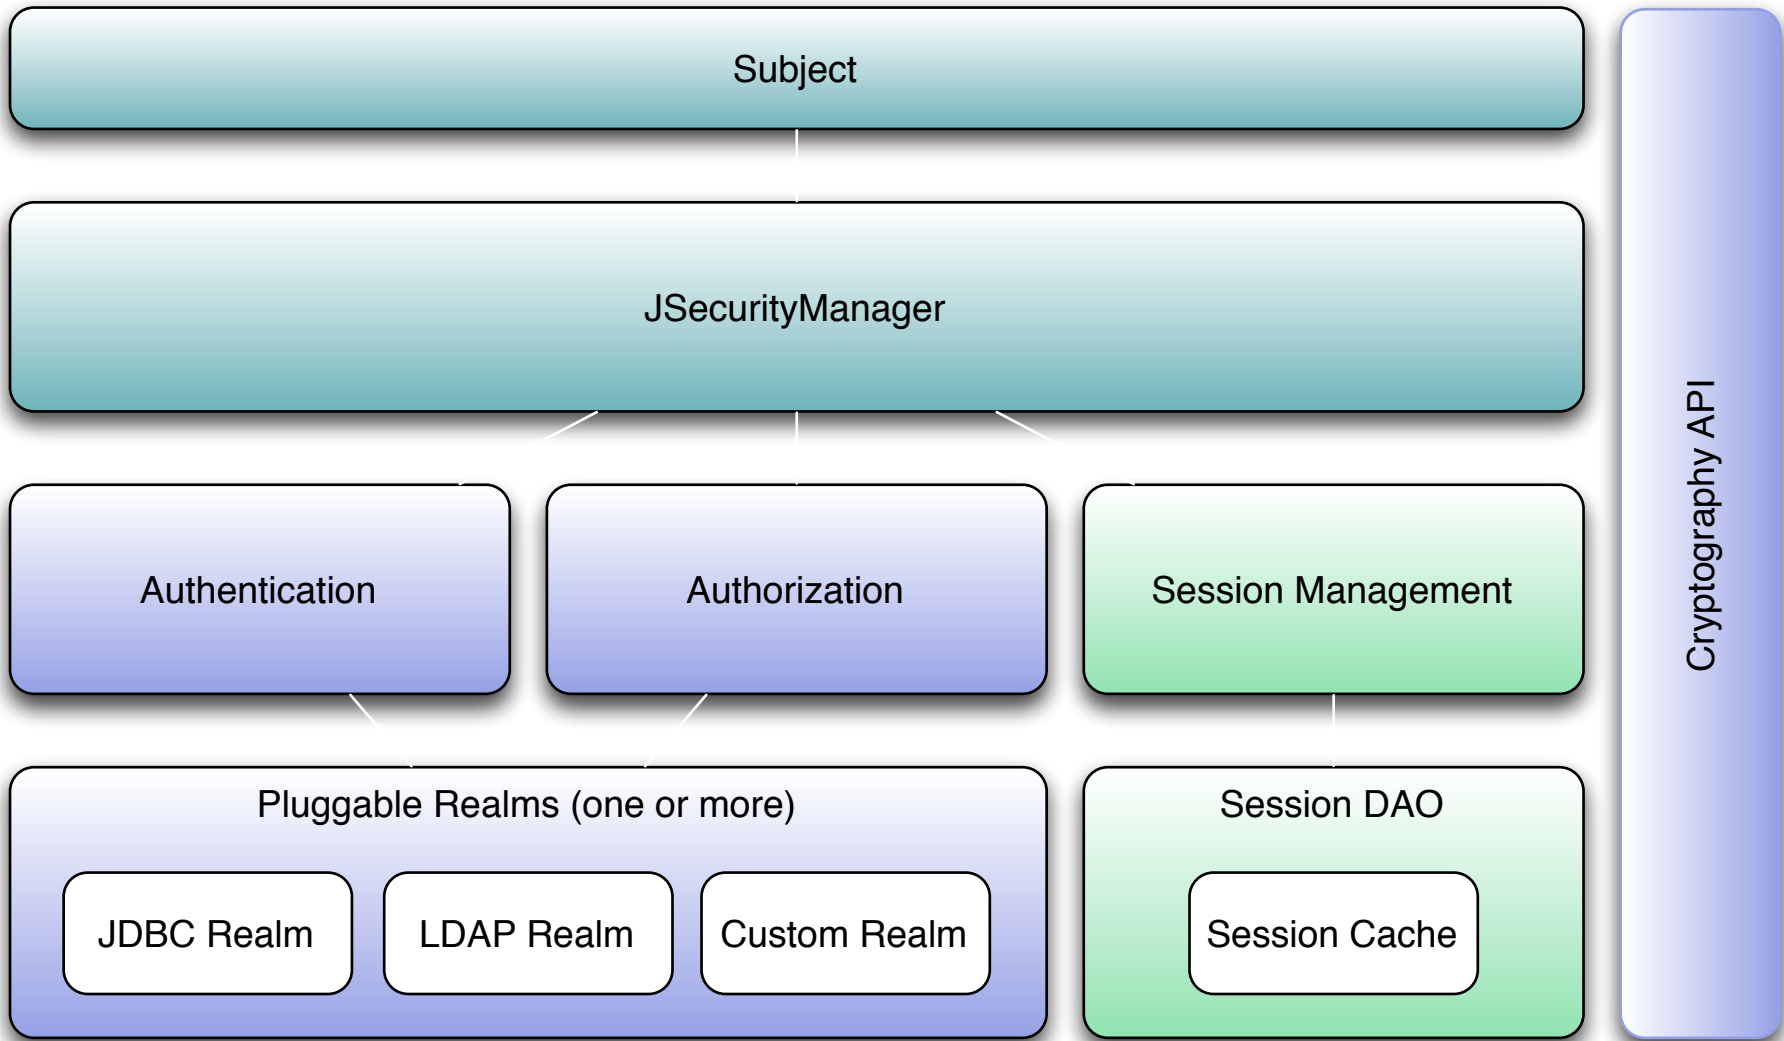 Subject
JSecurityManager
Authentication
Authorization
Session Management
Pluggable Realms (one or more)
JDBC Realm
LDAP Realm
Custom Realm
Session DAO
Session Cache
Cryptography API